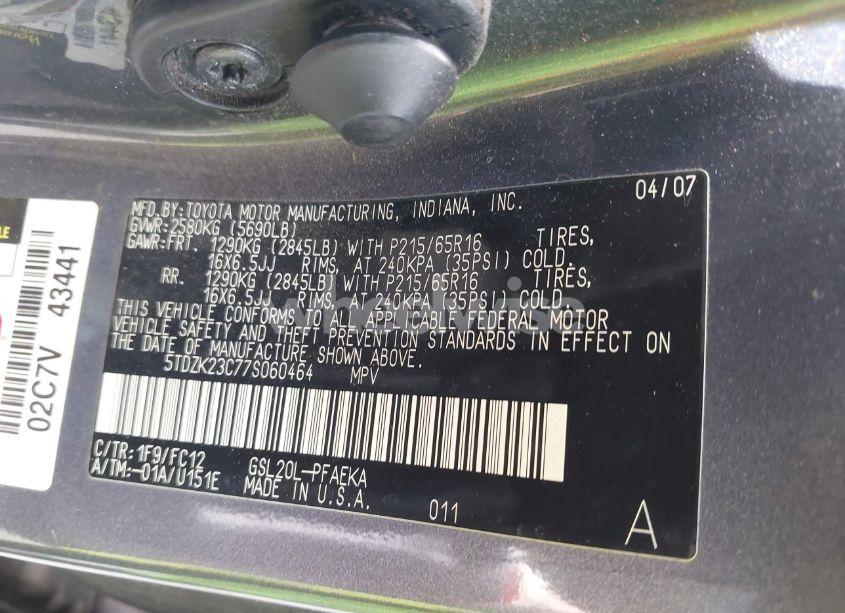 04/07
MFD.BY:TOYOTA MOTOR MANUFACTURING, INDIANA, INC.
GVWR:2580KG (5690LB)
GAWR:FRT. 1290KG (2845LB) WITH P215/65R16 TIRES,
16X6.5JJ RIMS, AT 240KPA (35PSI) COLD.
RR. 1290KG (2845LB) WITH P215/65R16 TIRES,
16X6.5JJ RIMS, AT 240KPA (35PSI) COLD.
THIS VEHICLE CONFORMS TO ALL APPLICABLE FEDERAL MOTOR
VEHICLE SAFETY AND THEFT PREVENTION STANDARDS IN EFFECT ON
THE DATE OF MANUFACTURE SHOWN ABOVE.
5TDZK23C77S060464 MPV
C/TR:1F9/FC12
A/TM:-01A/U151E
GSL20L-PFAEKA
MADE IN U.S.A.
011
A
02C7V 43441
wheelwise